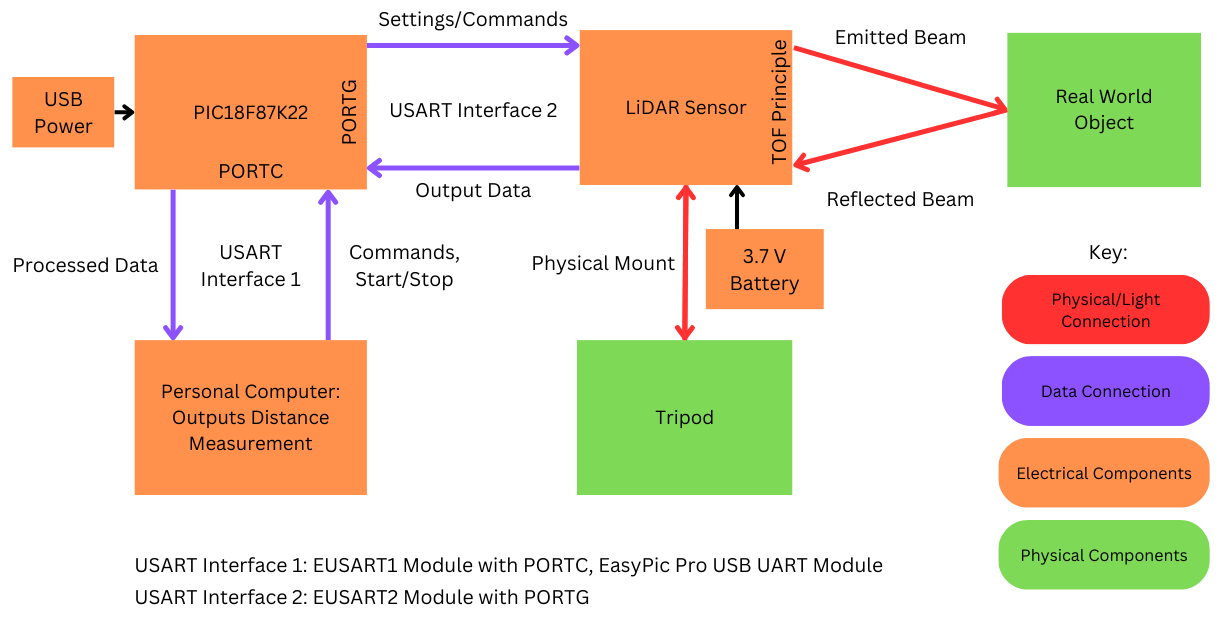 Settings/Commands
Emitted Beam
USB
Power
PIC18F87K22
PORTG
PORTC
USART Interface 2
LiDAR Sensor
TOF Principle
Real World
Object
Output Data
Reflected Beam
Processed Data
USART
Interface 1
Commands,
Start/Stop
Physical Mount
3.7 V
Battery
Key:
Physical/Light
Connection
Data Connection
Electrical Components
Physical Components
Personal Computer:
Outputs Distance
Measurement
Tripod
USART Interface 1: EUSART1 Module with PORTC, EasyPic Pro USB UART Module
USART Interface 2: EUSART2 Module with PORTG